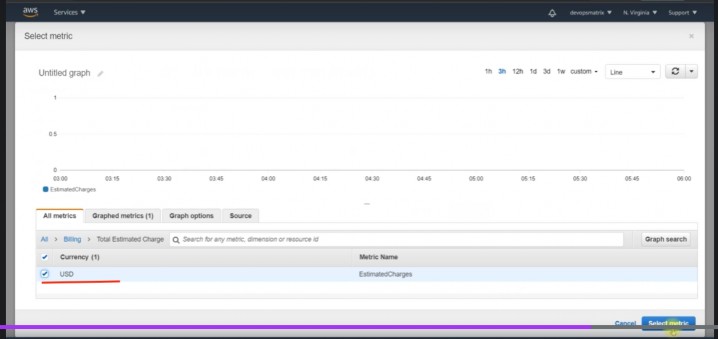 aws Services devopsmatrix N. Virginia Support
Select metric ×
Untitled graph 1h 3h 12h 1d 3d 1w custom Line
1
0.5
0
03:00 03:15 03:30 03:45 04:00 04:15 04:30 04:45 05:00 05:15 05:30 05:45 06:00
EstimatedCharges
All metrics Graphed metrics (1) Graph options Source
All > Billing > Total Estimated Charge Search for any metric, dimension or resource id Graph search
Currency (1) Metric Name
USD EstimatedCharges
Cancel Select metric